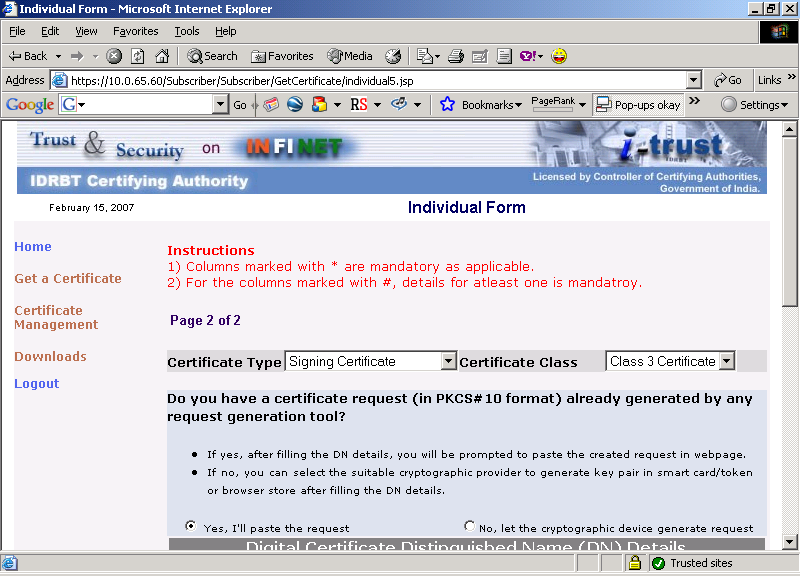 Individual Form - Microsoft Internet Explorer
File Edit View Favorites Tools Help
Back Search Favorites Media
Address https://10.0.65.60/Subscriber/Subscriber/GetCertificate/individual5.jsp Go Links »
Google G Go RS Bookmarks PageRank Pop-ups okay » Settings
Trust & Security on INFINET i-trust
IDRBT
IDRBT Certifying Authority
Licensed by Controller of Certifying Authorities,
Government of India.
February 15, 2007
Individual Form
Home
Get a Certificate
Certificate
Management
Downloads
Logout
Instructions
1) Columns marked with * are mandatory as applicable.
2) For the columns marked with #, details for atleast one is mandatroy.
Page 2 of 2
Certificate Type Signing Certificate Certificate Class Class 3 Certificate
Do you have a certificate request (in PKCS#10 format) already generated by any
request generation tool?
• If yes, after filling the DN details, you will be prompted to paste the created request in webpage.
• If no, you can select the suitable cryptographic provider to generate key pair in smart card/token
or browser store after filling the DN details.
Yes, I'll paste the request No, let the cryptographic device generate request
Digital Certificate Distinguished Name (DN) Details
Trusted sites